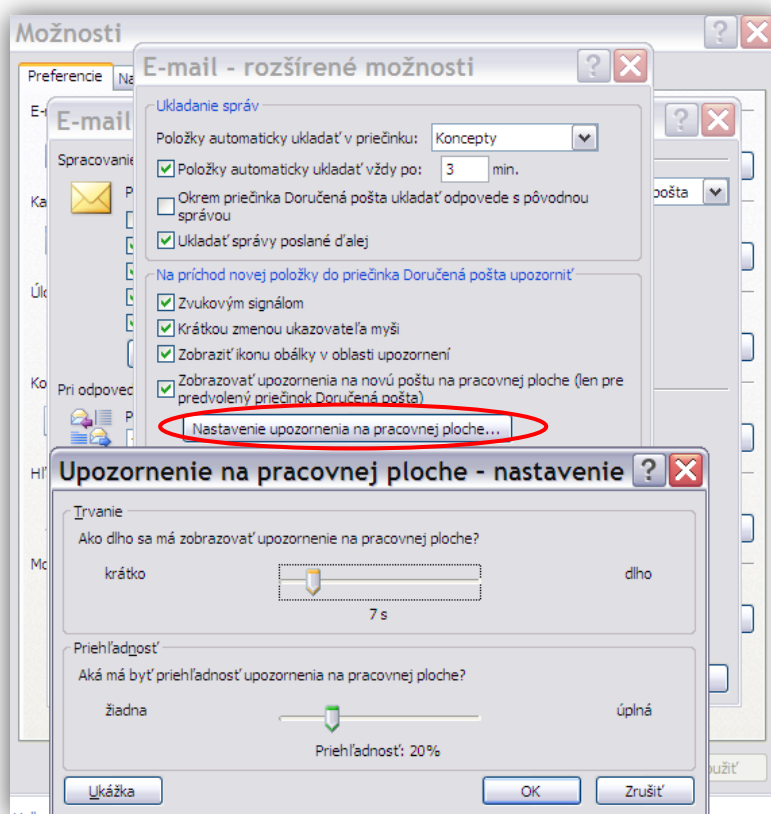 Možnosti
Preferencie
E-mail - rozšírené možnosti
E-mail
Ukladanie správ
Položky automaticky ukladať v priečinku: Koncepty
Položky automaticky ukladať vždy po: 3 min.
Okrem priečinka Doručená pošta ukladať odpovede s pôvodnou
správou
Ukladať správy poslané ďalej
Spracovanie
pošta
Na príchod novej položky do priečinka Doručená pošta upozorniť
Zvukovým signálom
Krátkou zmenou ukazovateľa myši
Zobraziť ikonu obálky v oblasti upozornení
Zobrazovať upozornenia na novú poštu na pracovnej ploche (len pre
predvolený priečinok Doručená pošta)
Nastavenie upozornenia na pracovnej ploche...
Pri odpoved
Upozornenie na pracovnej ploche - nastavenie
Trvanie
Ako dlho sa má zobrazovať upozornenie na pracovnej ploche?
krátko dlho
7 s
Priehľadnosť
Aká má byť priehľadnosť upozornenia na pracovnej ploche?
žiadna úplná
Priehľadnosť: 20%
Ukážka OK Zrušiť